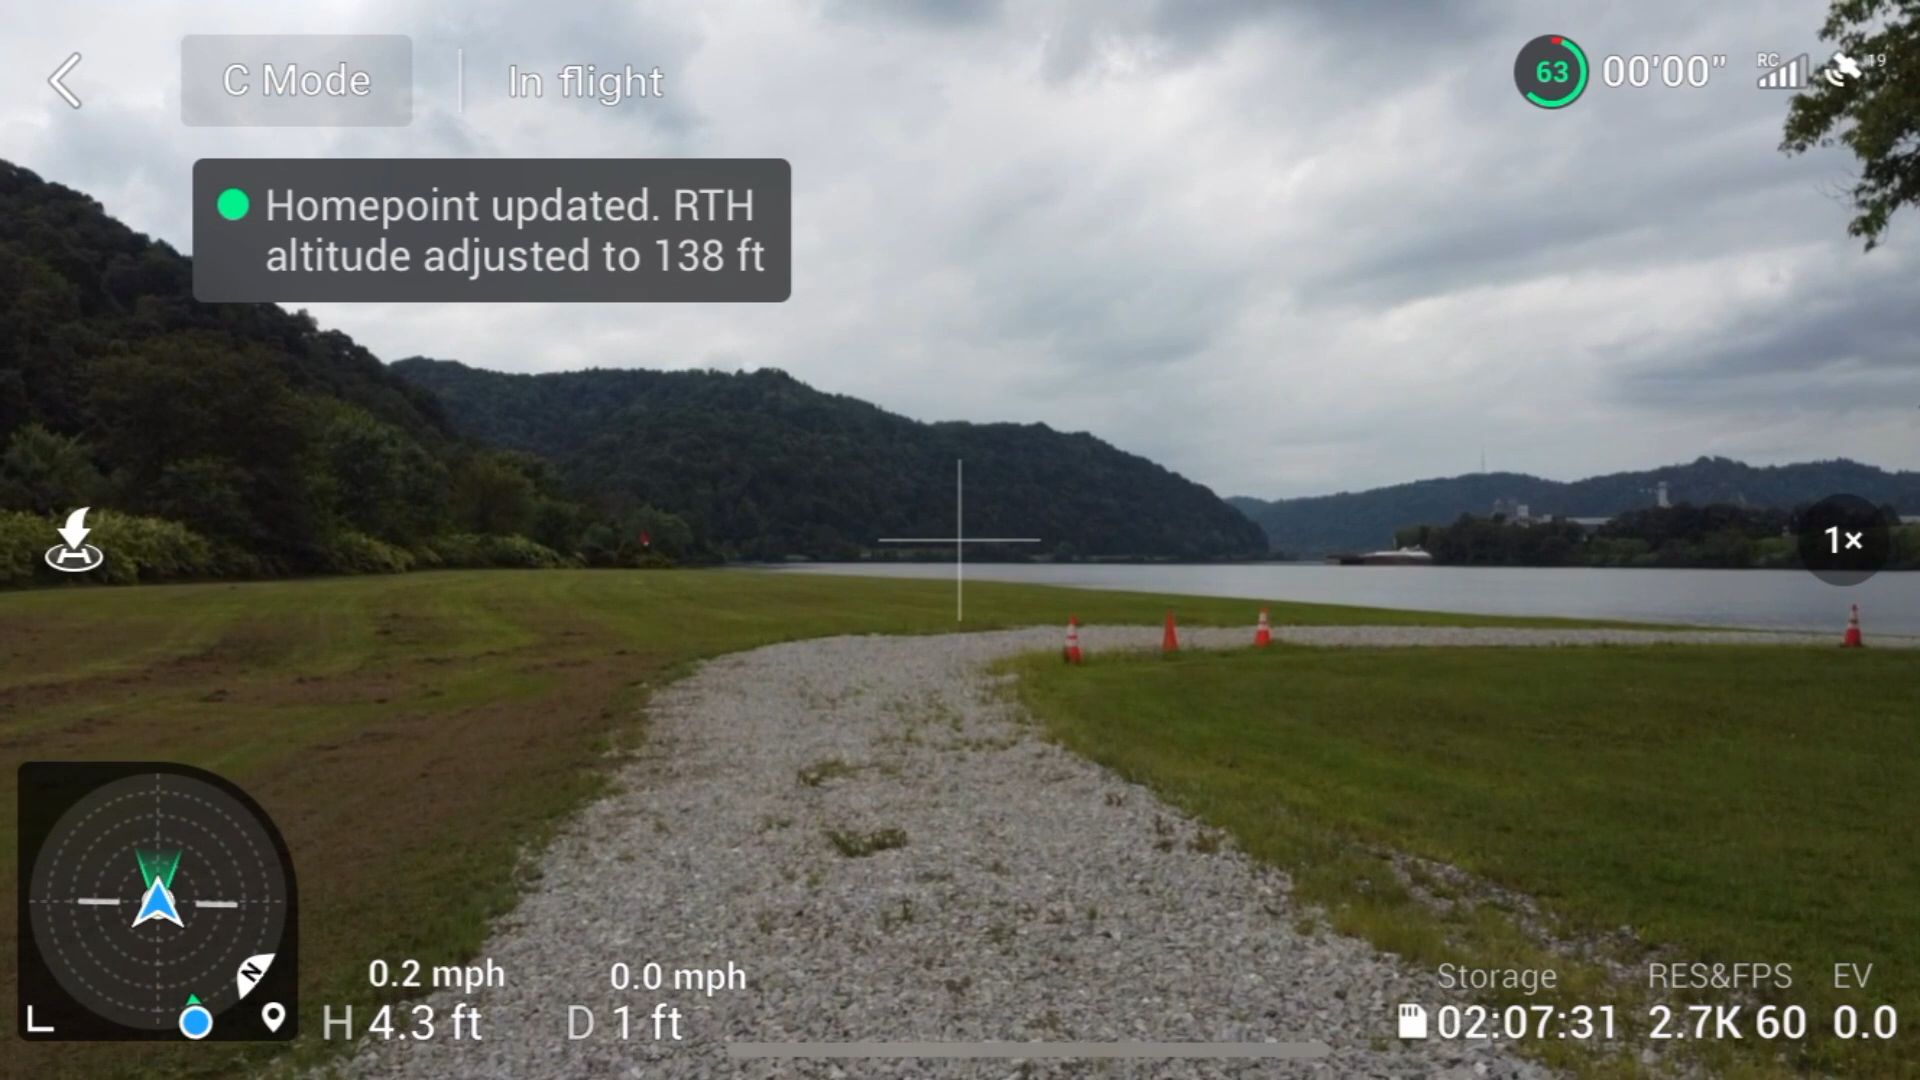 C Mode
In flight
63
00'00"
RC
19
Homepoint updated. RTH
altitude adjusted to 138 ft
1×
N
0.2 mph
0.0 mph
H 4.3 ft
D 1 ft
Storage
RES&FPS
EV
02:07:31
2.7K 60
0.0